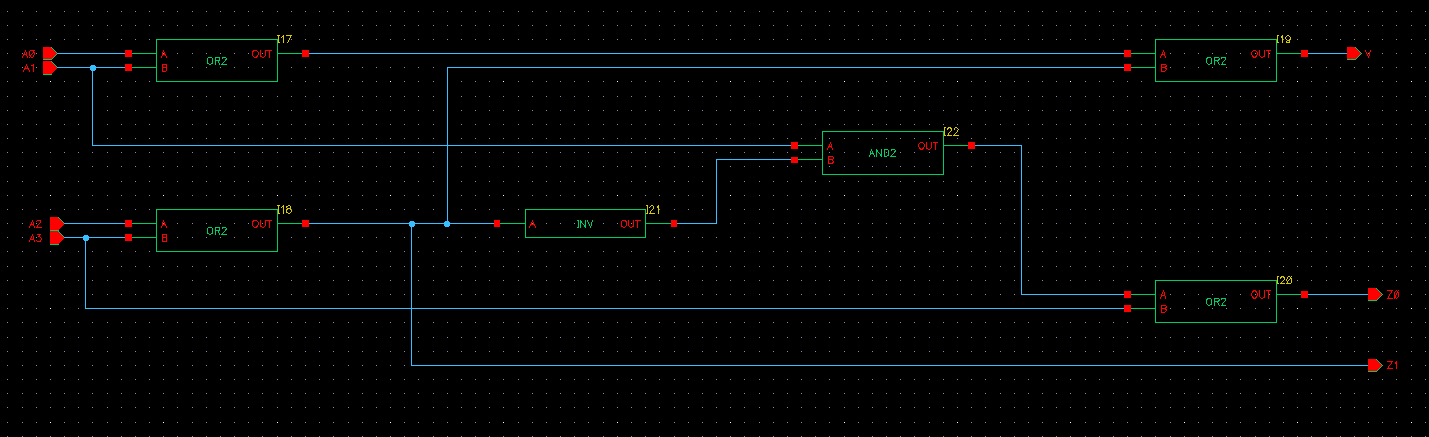 I17 I19
A0 A OUT A OUT V
A1 B OR2 B OR2
I22
A OUT
B AND2
I18 I21
A2 A OUT A INV OUT
A3 B OR2
I20
A OUT Z0
B OR2
Z1